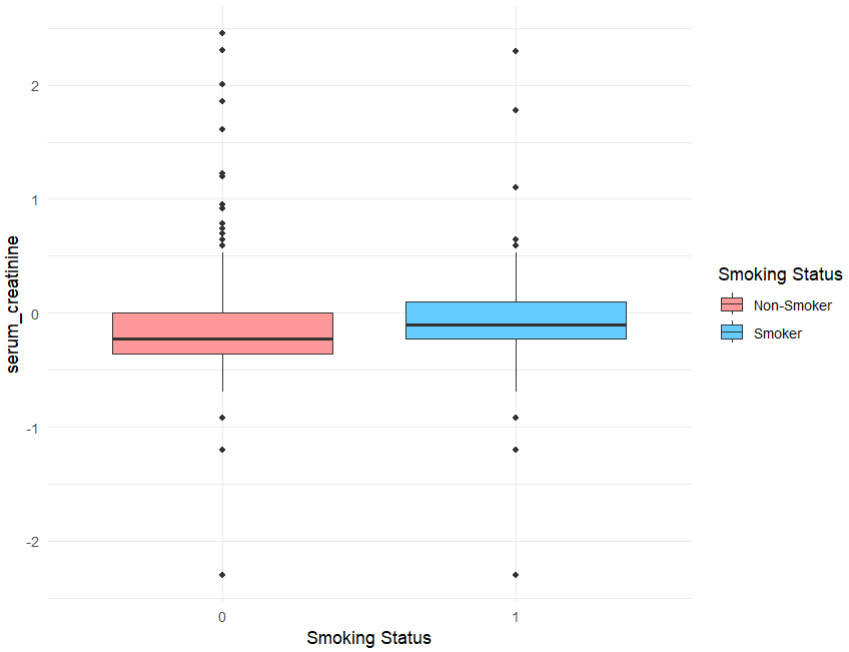 2
1
0
-1
-2
serum_creatinine
0 1
Smoking Status
Smoking Status
Non-Smoker
Smoker